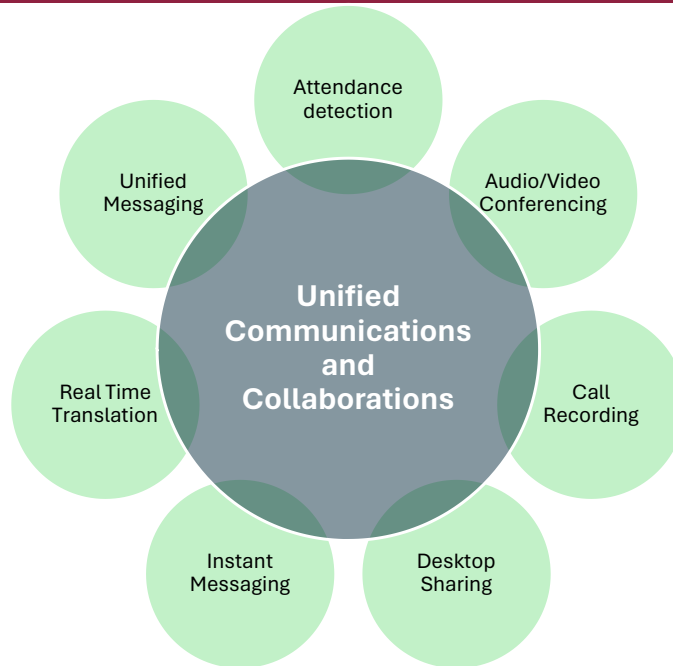 Attendance
detection
Audio/Video
Conferencing
Call
Recording
Desktop
Sharing
Instant
Messaging
Real Time
Translation
Unified
Messaging
Unified
Communications
and
Collaborations